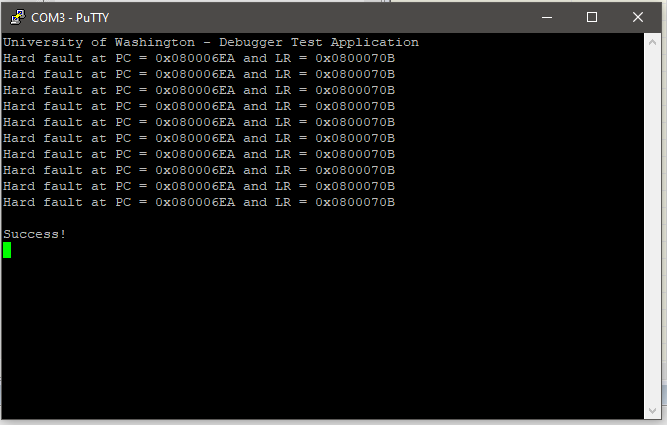 COM3 - PuTTY
University of Washington - Debugger Test Application
Hard fault at PC = 0x080006EA and LR = 0x0800070B
Hard fault at PC = 0x080006EA and LR = 0x0800070B
Hard fault at PC = 0x080006EA and LR = 0x0800070B
Hard fault at PC = 0x080006EA and LR = 0x0800070B
Hard fault at PC = 0x080006EA and LR = 0x0800070B
Hard fault at PC = 0x080006EA and LR = 0x0800070B
Hard fault at PC = 0x080006EA and LR = 0x0800070B
Hard fault at PC = 0x080006EA and LR = 0x0800070B
Hard fault at PC = 0x080006EA and LR = 0x0800070B
Hard fault at PC = 0x080006EA and LR = 0x0800070B
Success!